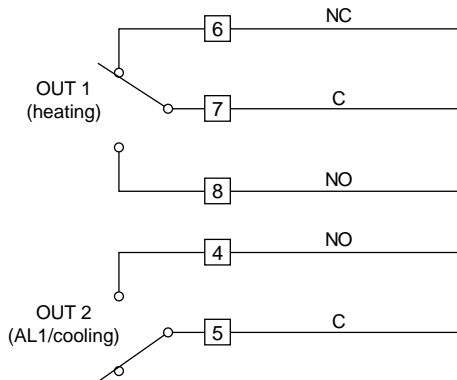 6 NC
OUT 1
(heating)
7 C
8 NO
4 NO
OUT 2
(AL1/cooling)
5 C